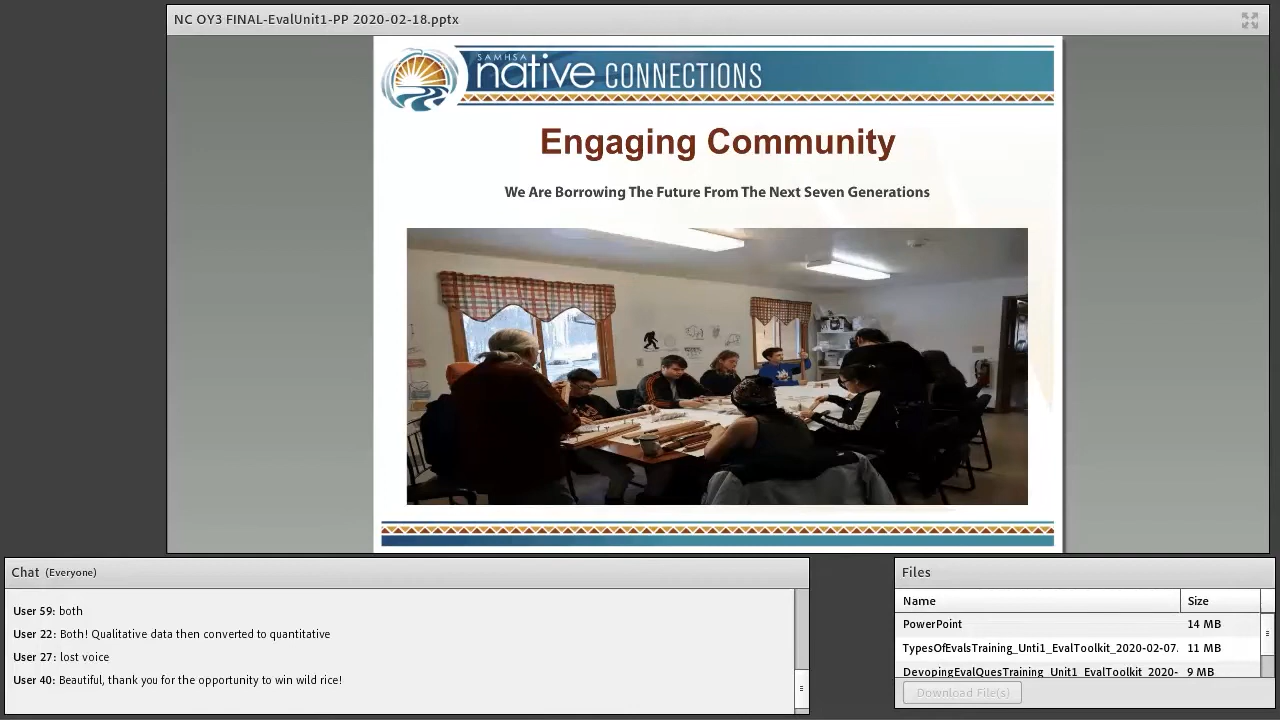 NC OY3 FINAL-EvalUnit1-PP 2020-02-18.pptx
SAMHSA
native CONNECTIONS
Engaging Community
We Are Borrowing The Future From The Next Seven Generations
Chat (Everyone)
User 59: both
User 22: Both! Qualitative data then converted to quantitative
User 27: lost voice
User 40: Beautiful, thank you for the opportunity to win wild rice!
Files
Name Size
PowerPoint 14 MB
TypesOfEvalsTraining_Unti1_EvalToolkit_2020-02-07. 11 MB
DevopingEvalQuesTraining_Unit1_EvalToolkit_2020- 9 MB
Download File(s)